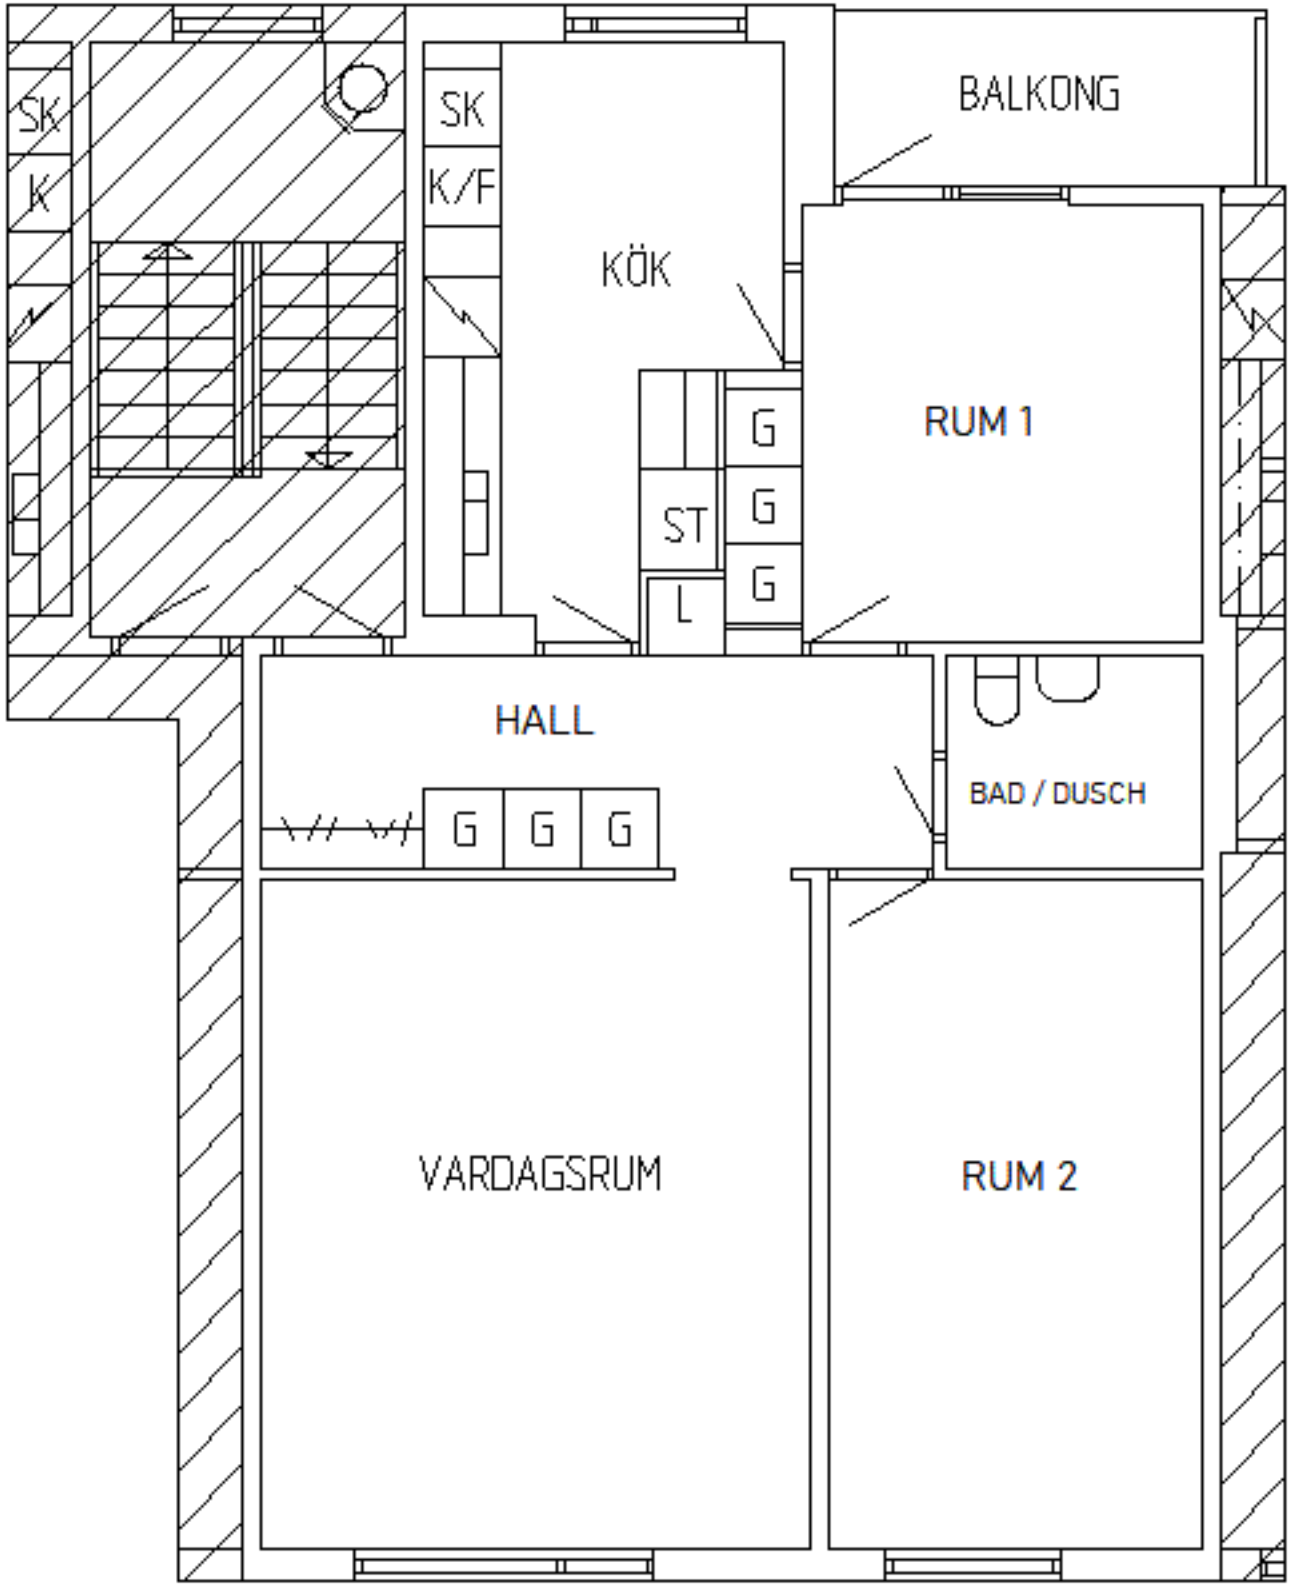 BALKONG
SK
SK
K
K/F
KÖK
RUM 1
G
G
ST
G
L
HALL
BAD / DUSCH
G
G
G
VARDAGSRUM
RUM 2